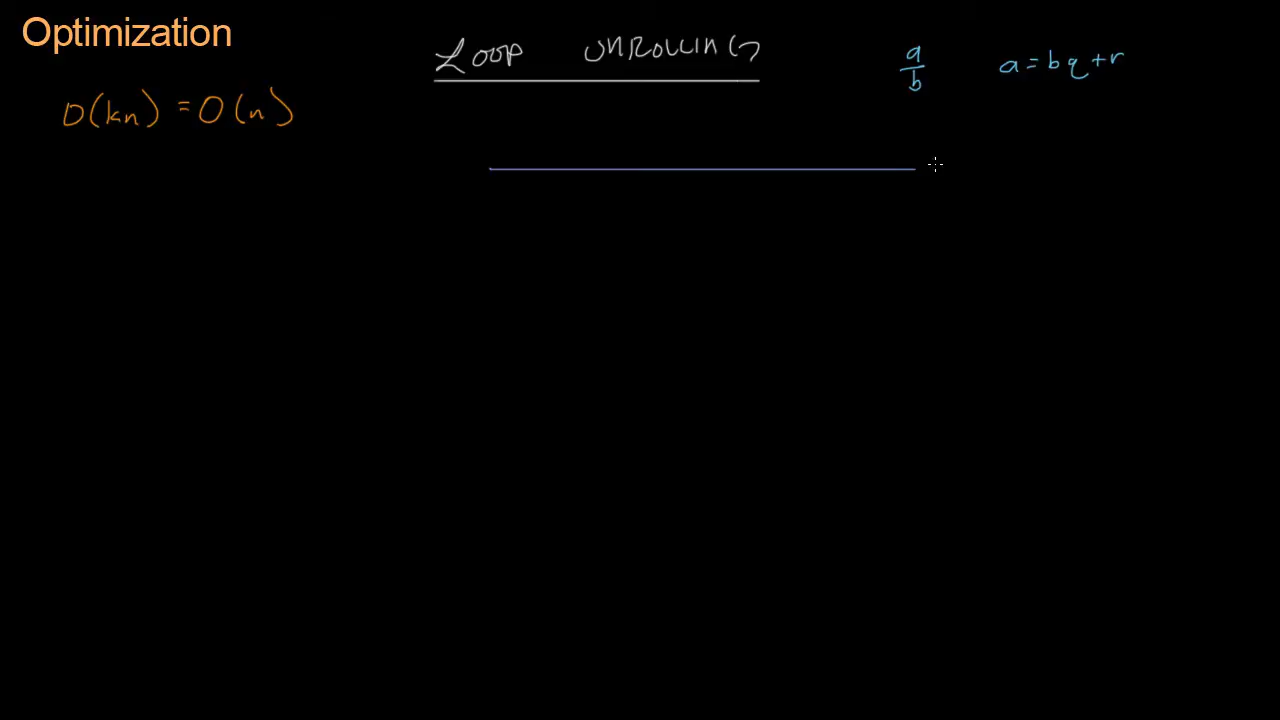 Optimization
LOOP UNROLLING
a/b
a = bq + r
O(kn) = O(n)